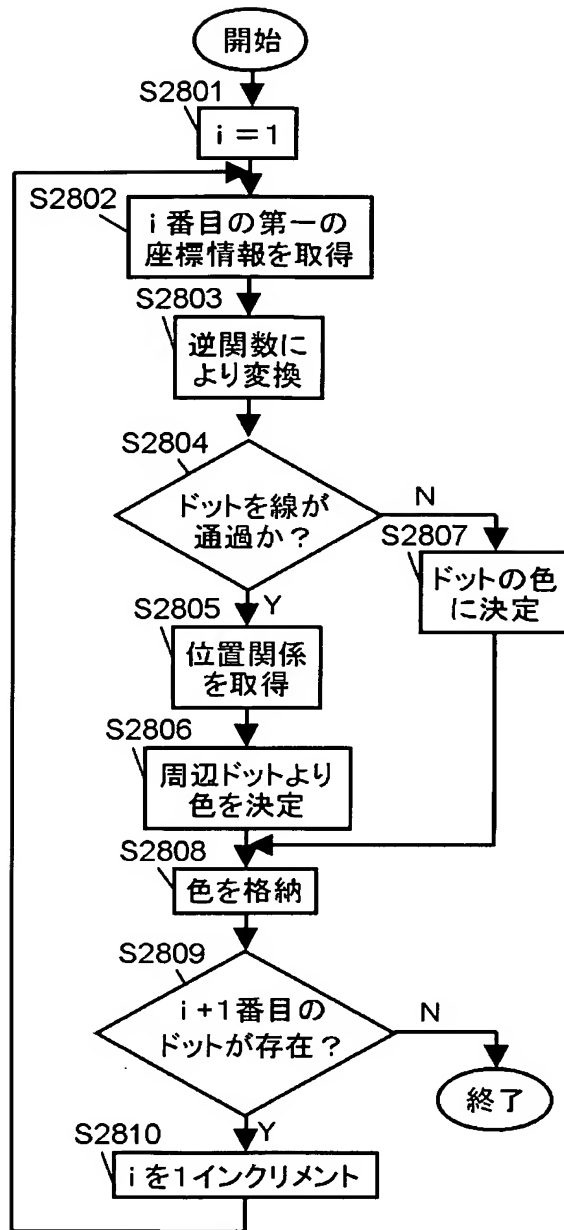 開始
S2801
i=1
S2802
i番目の第一の
座標情報を取得
S2803
逆関数に
より変換
S2804
ドットを線が
通過か?
N
Y
S2807
ドットの色
に決定
S2805
位置関係
を取得
S2806
周辺ドットより
色を決定
S2808
色を格納
S2809
i+1番目の
ドットが存在?
N
終了
Y
S2810
iを1インクリメント